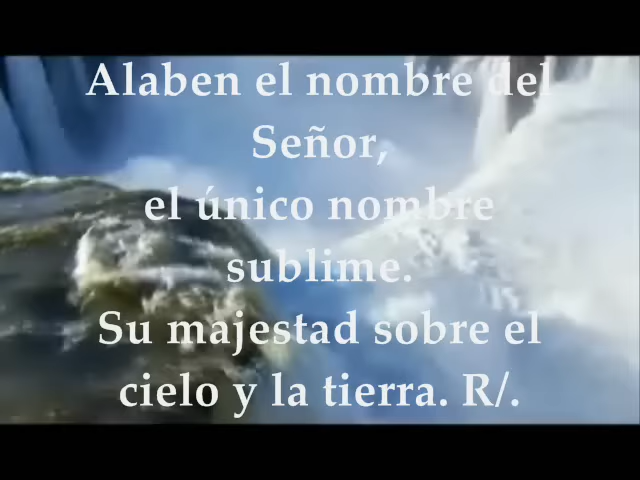 Alaben el nombre del
Señor,
el único nombre
sublime.
Su majestad sobre el
cielo y la tierra. R/.